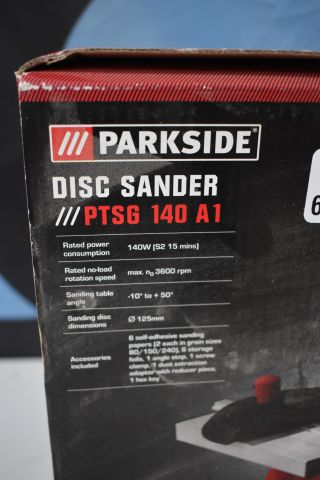 /// PARKSIDE®
DISC SANDER
/// PTSG 140 A1
Rated power consumption 140W (S2 15 mins)
Rated no-load rotation speed max. n₀ 3600 rpm
Sanding table angle -10° to + 50°
Sanding disc dimensions Ø 125mm
Accessories included 6 self-adhesive sanding
papers (2 each in grain sizes
80/150/240), 6 storage
foils, 1 angle stop, 1 screw
clamp, 1 dust extraction
adaptor with reducer piece,
1 hex key
6